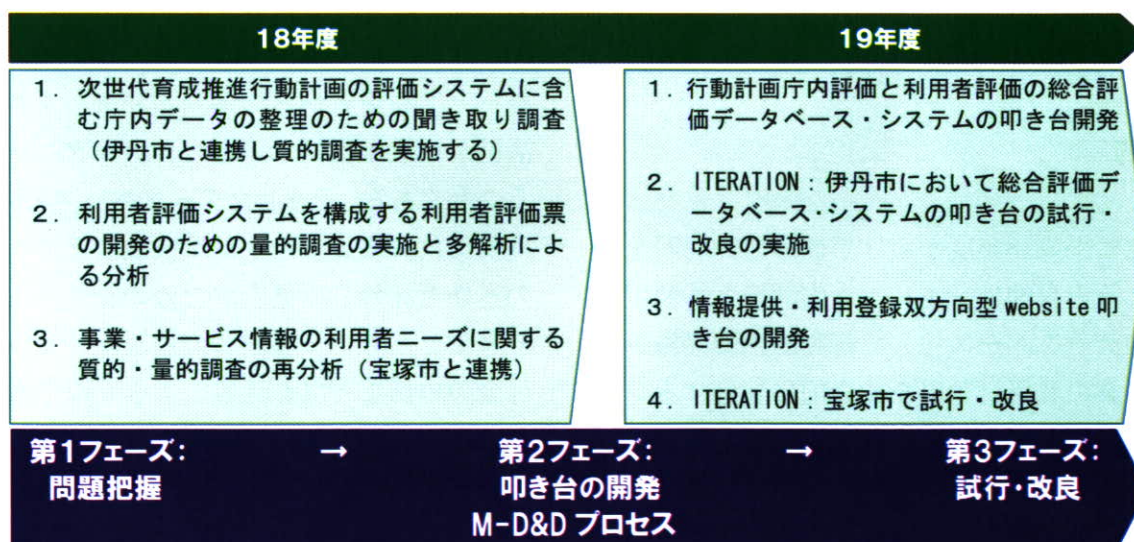 18年度
19年度
1. 次世代育成推進行動計画の評価システムに含
む庁内データの整理のための聞き取り調査
(伊丹市と連携し質的調査を実施する)
2. 利用者評価システムを構成する利用者評価票
の開発のための量的調査の実施と多解析によ
る分析
3. 事業・サービス情報の利用者ニーズに関する
質的・量的調査の再分析(宝塚市と連携)
1. 行動計画庁内評価と利用者評価の総合評
価データベース・システムの叩き台開発
2. ITERATION:伊丹市において総合評価デ
ータベース・システムの叩き台の試行・
改良の実施
3. 情報提供・利用登録双方向型 website 叩
き台の開発
4. ITERATION:宝塚市で試行・改良
第1フェーズ: → 第2フェーズ: → 第3フェーズ:
問題把握 叩き台の開発 試行・改良
M-D&D プロセス